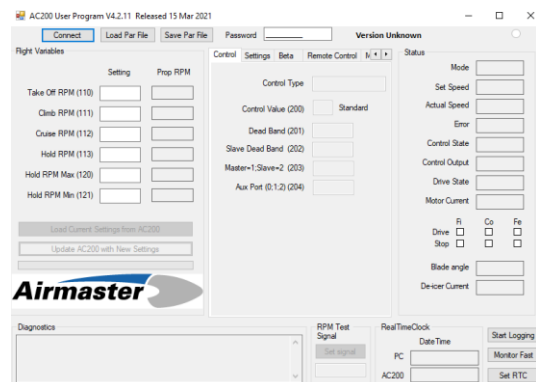 AC200 User Program V4.2.11 Released 15 Mar 2021
Connect Load Par File Save Par File Password Version Unknown
Flight Variables
Setting Prop RPM
Take Off RPM (110)
Climb RPM (111)
Cruise RPM (112)
Hold RPM (113)
Hold RPM Max (120)
Hold RPM Min (121)
Load Current Settings from AC200
Update AC200 with New Settings
Airmaster
Control Settings Beta Remote Control
Control Type
Control Value (200) Standard
Dead Band (201)
Slave Dead Band (202)
Master=1;Slave=2 (203)
Aux Port (0;1;2) (204)
Status
Mode
Set Speed
Actual Speed
Error
Control State
Control Output
Drive State
Motor Current
Fi Co Fe
Drive
Stop
Blade angle
De-icer Current
Diagnostics
RPM Test
Signal
Set signal
RealTimeClock
DateTime
PC
AC200
Start Logging
Monitor Fast
Set RTC